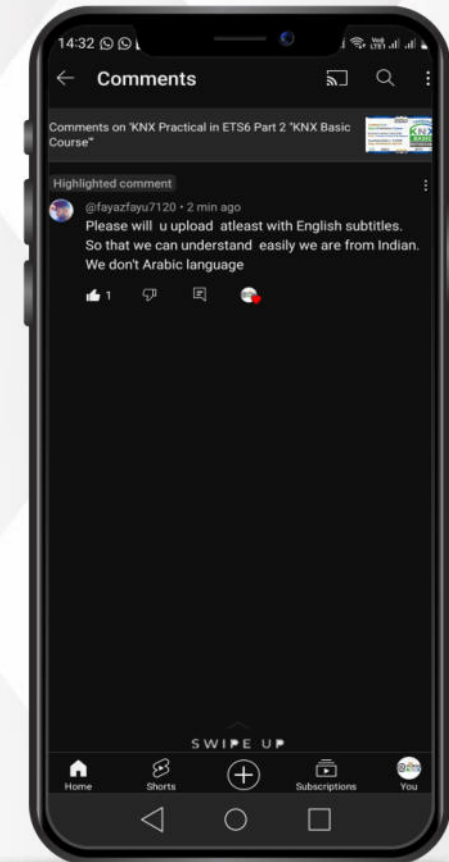 14:32
Comments
Comments on 'KNX Practical in ETS6 Part 2 "KNX Basic
Course"'
KNX
BASIC
Highlighted comment
@fayazfayu7120 • 2 min ago
Please will u upload atleast with English subtitles.
So that we can understand easily we are from Indian.
We don't Arabic language
1
SWIPE UP
Home
Shorts
Subscriptions
You